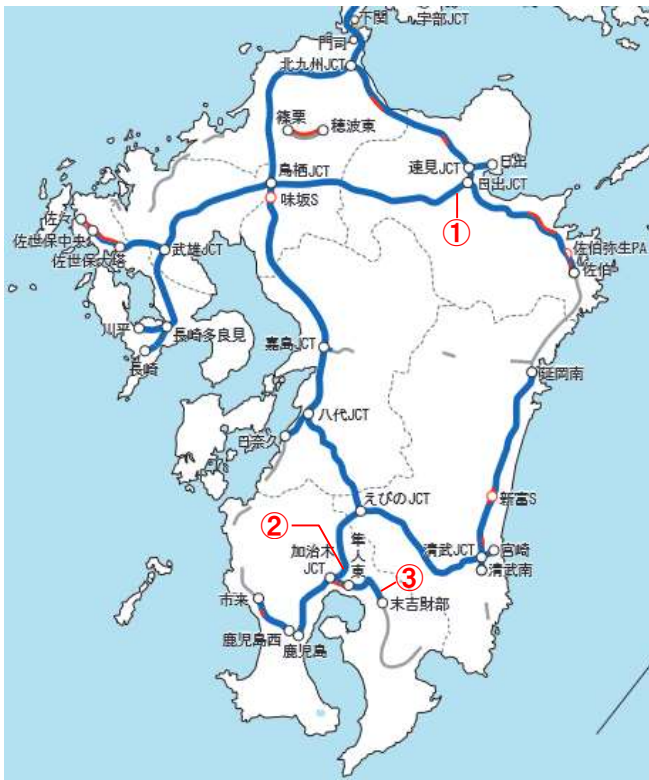 下関
宇部JCT
門司
北九州JCT
篠栗
穂波東
速見JCT
日出
鳥栖JCT
日出JCT
味坂S
①
佐々
佐世保中央
佐世保大塔
武雄JCT
佐伯弥生PA
佐伯
川平
長崎多良見
長崎
嘉島JCT
延岡南
八代JCT
日奈久
えびのJCT
新富S
②
隼人東
加治木
JCT
清武JCT
宮崎
清武南
③
市来
末吉財部
鹿児島西
鹿児島